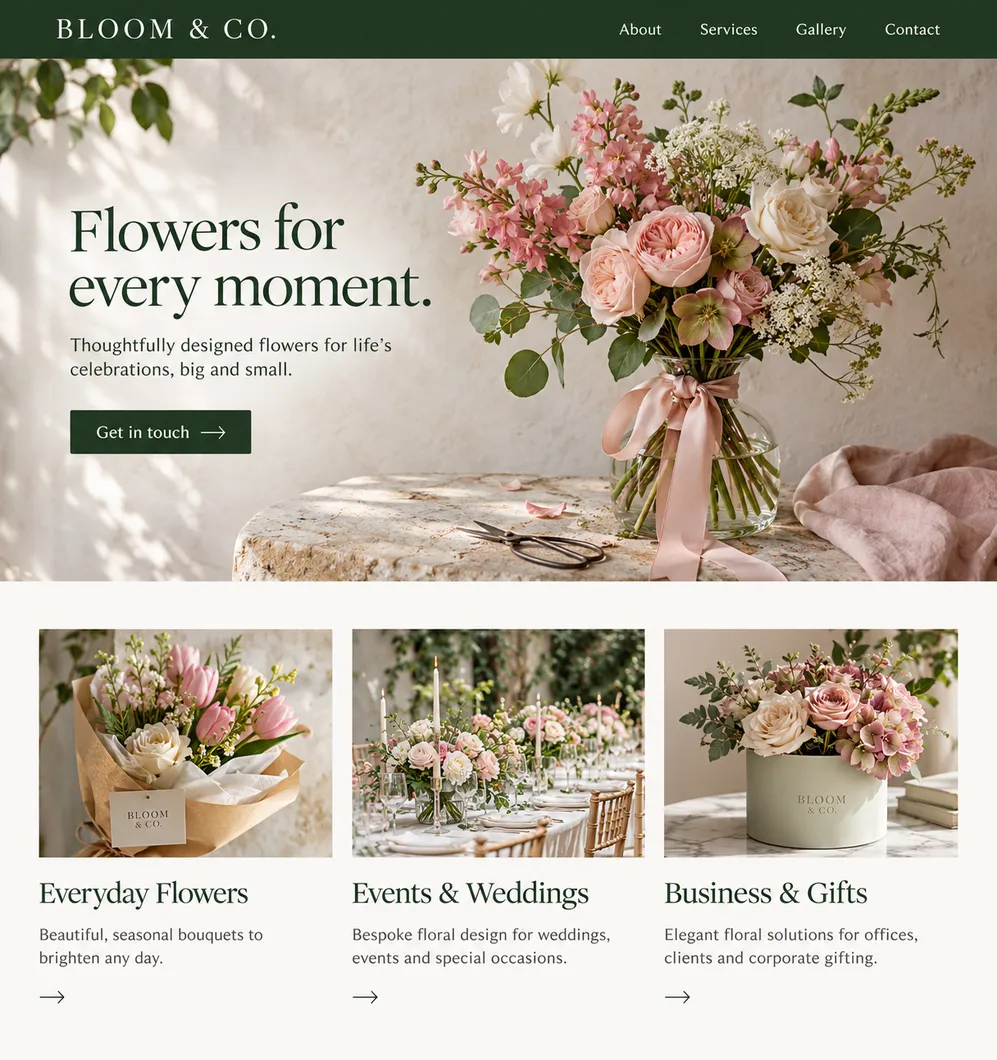 BLOOM & CO.
About
Services
Gallery
Contact
Flowers for
every moment.
Thoughtfully designed flowers for life’s
celebrations, big and small.
Get in touch
BLOOM
& CO.
BLOOM
& CO.
Everyday Flowers
Beautiful, seasonal bouquets to
brighten any day.
Events & Weddings
Bespoke floral design for weddings,
events and special occasions.
Business & Gifts
Elegant floral solutions for offices,
clients and corporate gifting.